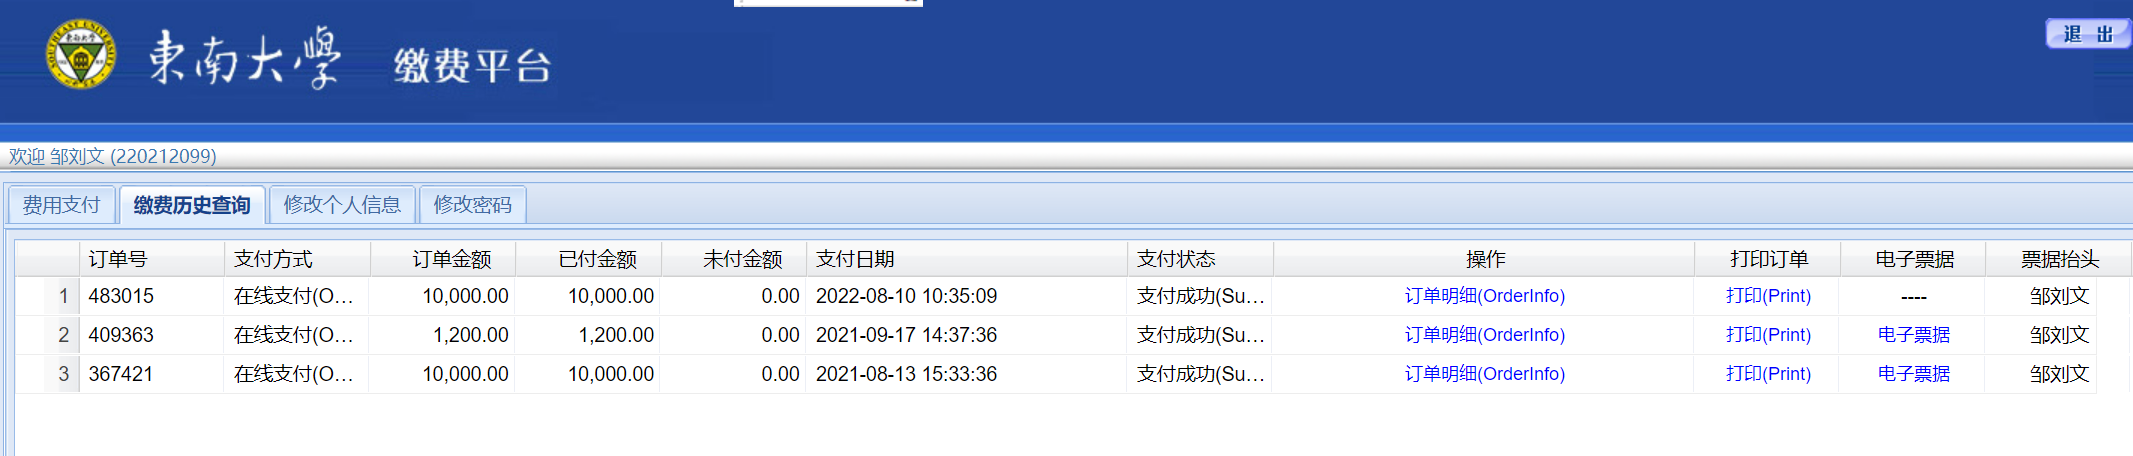 東南大學 缴费平台
退 出
欢迎 邹刘文 (220212099)
费用支付 缴费历史查询 修改个人信息 修改密码
订单号 支付方式 订单金额 已付金额 未付金额 支付日期 支付状态 操作 打印订单 电子票据 票据抬头
1 483015 在线支付(O... 10,000.00 10,000.00 0.00 2022-08-10 10:35:09 支付成功(Su... 订单明细(OrderInfo) 打印(Print) ---- 邹刘文
2 409363 在线支付(O... 1,200.00 1,200.00 0.00 2021-09-17 14:37:36 支付成功(Su... 订单明细(OrderInfo) 打印(Print) 电子票据 邹刘文
3 367421 在线支付(O... 10,000.00 10,000.00 0.00 2021-08-13 15:33:36 支付成功(Su... 订单明细(OrderInfo) 打印(Print) 电子票据 邹刘文